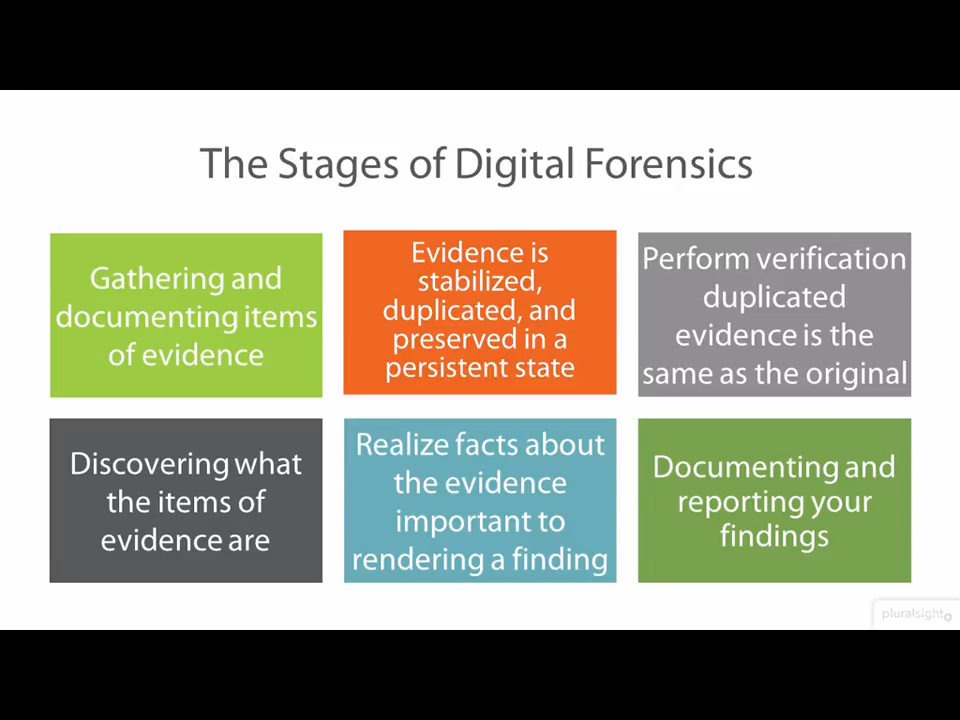 The Stages of Digital Forensics
Gathering and
documenting items
of evidence
Evidence is
stabilized,
duplicated, and
preserved in a
persistent state
Perform verification
duplicated
evidence is the
same as the original
Discovering what
the items of
evidence are
Realize facts about
the evidence
important to
rendering a finding
Documenting and
reporting your
findings
pluralsight